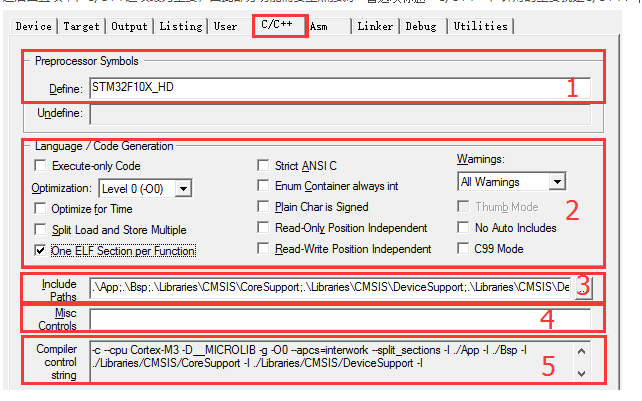 Device Target Output Listing User C/C++ Asm Linker Debug Utilities
Preprocessor Symbols
Define: STM32F10X_HD
1
Undefine:
Language / Code Generation
Execute-only Code
Strict ANSI C
Warnings:
Optimization: Level 0 (-O0)
Enum Container always int
All Warnings
Optimize for Time
Plain Char is Signed
Thumb Mode
2
Split Load and Store Multiple
Read-Only Position Independent
No Auto Includes
One ELF Section per Function
Read-Write Position Independent
C99 Mode
Include Paths
.\App;.\Bsp;.\Libraries\CMSIS\CoreSupport;.\Libraries\CMSIS\DeviceSupport;.\Libraries\CMSIS\De
...
3
Misc Controls
4
Compiler control string
-c --cpu Cortex-M3 -D__MICROLIB -g -O0 --apcs=interwork --split_sections -I ./App -I ./Bsp -I
./Libraries/CMSIS/CoreSupport -I ./Libraries/CMSIS/DeviceSupport -I
5